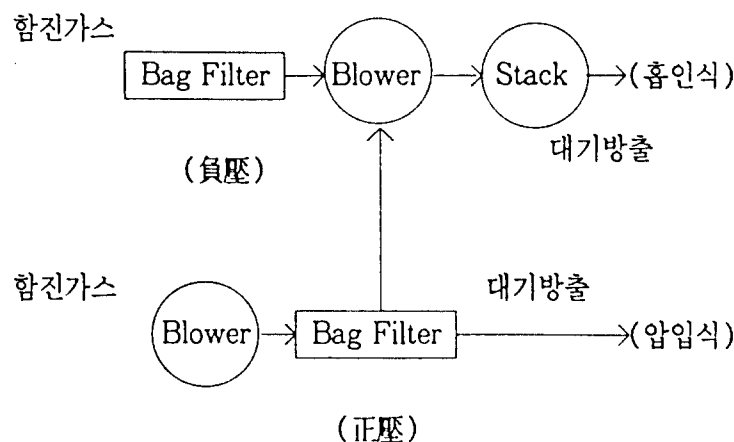 함진가스
Bag Filter Blower Stack (흡인식)
대기방출
(負壓)
함진가스 대기방출
Blower Bag Filter (압입식)
(正壓)